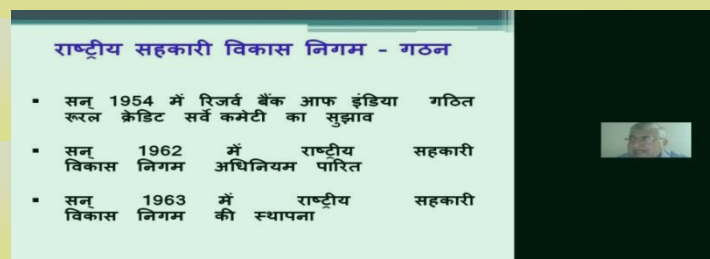 राष्ट्रीय सहकारी विकास निगम - गठन
▪ सन् 1954 में रिजर्व बैंक आफ इंडिया गठित
रूरल क्रेडिट सर्वे कमेटी का सुझाव
▪ सन् 1962 में राष्ट्रीय सहकारी
विकास निगम अधिनियम पारित
▪ सन् 1963 में राष्ट्रीय सहकारी
विकास निगम की स्थापना